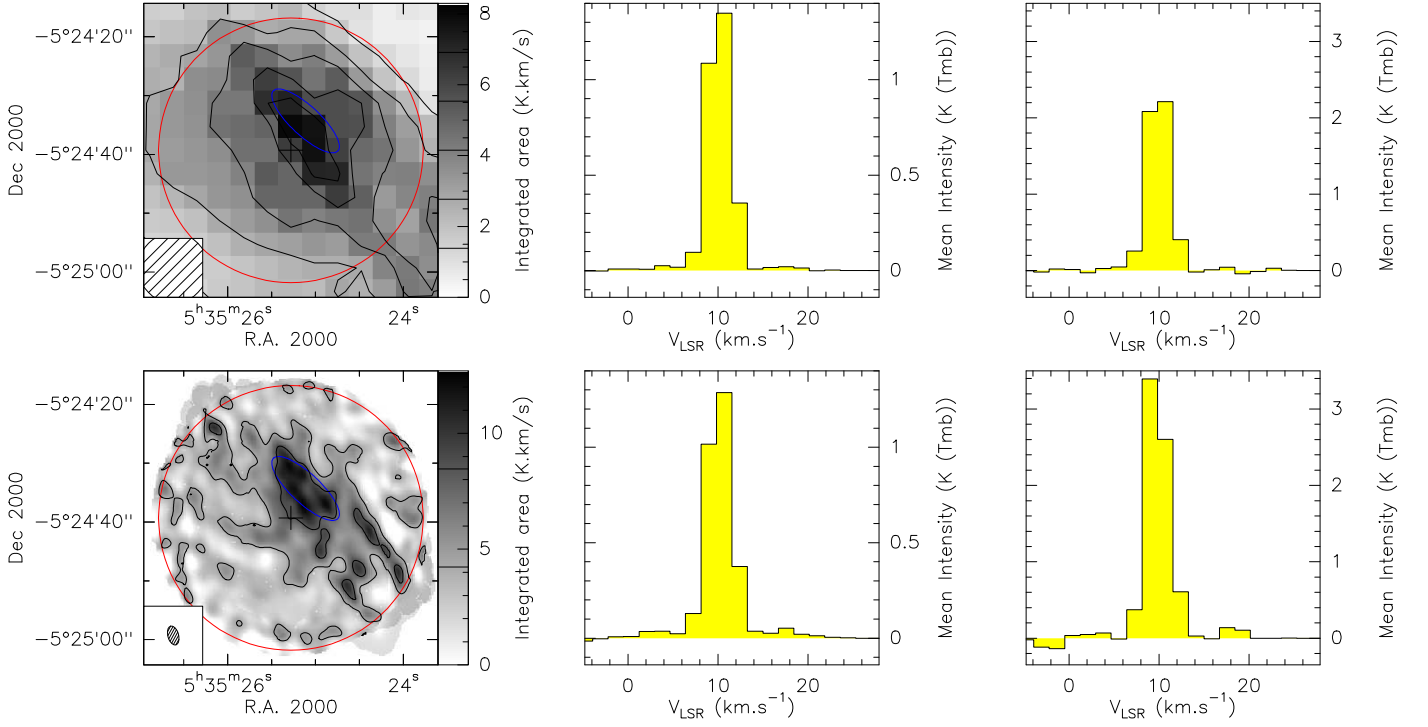 8
−5°24'20''
6
−5°24'40''
4
2
−5°25'00''
0
5ʰ35ᵐ26ˢ
24ˢ
R.A. 2000
Dec 2000
Integrated area (K.km/s)
1
0.5
0
0
10
20
V_LSR (km.s⁻¹)
Mean Intensity (K (Tmb))
3
2
1
0
0
10
20
V_LSR (km.s⁻¹)
Mean Intensity (K (Tmb))
−5°24'20''
10
−5°24'40''
5
−5°25'00''
0
5ʰ35ᵐ26ˢ
24ˢ
R.A. 2000
Dec 2000
Integrated area (K.km/s)
1
0.5
0
0
10
20
V_LSR (km.s⁻¹)
Mean Intensity (K (Tmb))
3
2
1
0
0
10
20
V_LSR (km.s⁻¹)
Mean Intensity (K (Tmb))